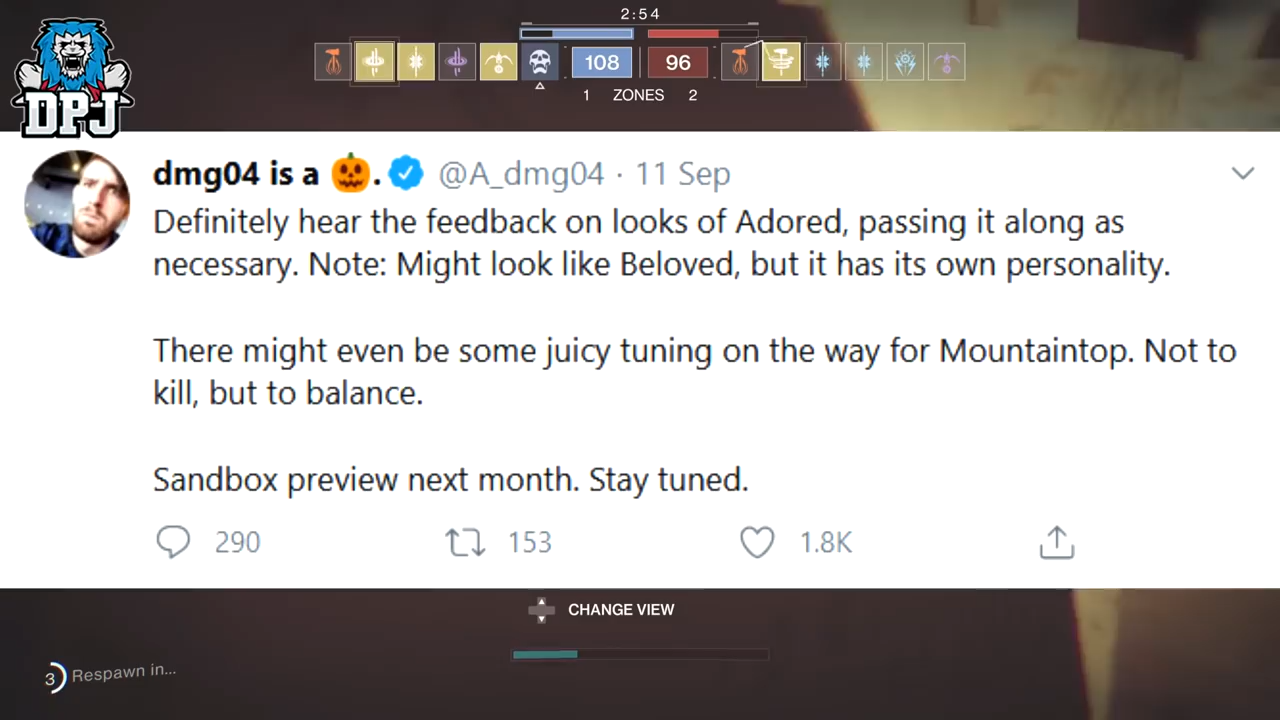 2:54
108 96
1 ZONES 2
DPJ
dmg04 is a 🎃. @A_dmg04 · 11 Sep
Definitely hear the feedback on looks of Adored, passing it along as
necessary. Note: Might look like Beloved, but it has its own personality.
There might even be some juicy tuning on the way for Mountaintop. Not to
kill, but to balance.
Sandbox preview next month. Stay tuned.
290 153 1.8K
CHANGE VIEW
3 Respawn in...